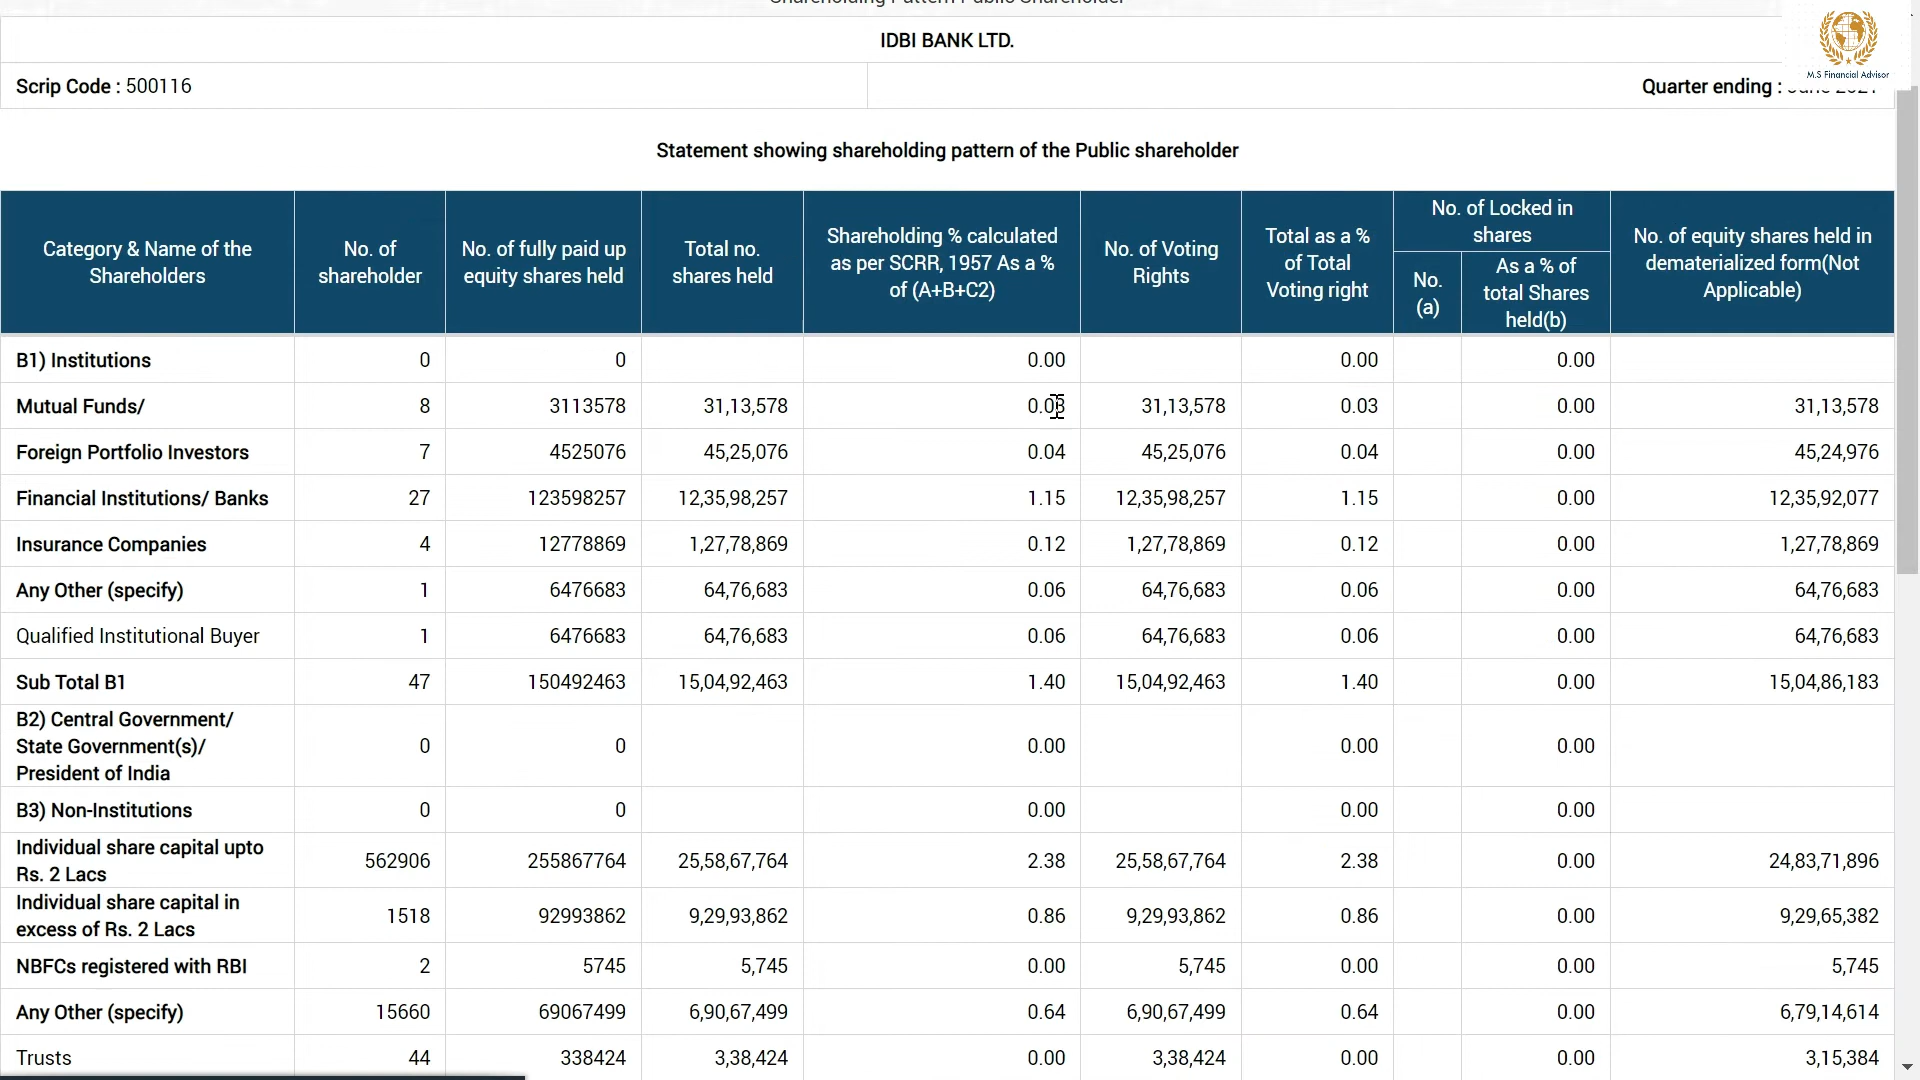 Shareholding Pattern Public Shareholder
IDBI BANK LTD.
M.S Financial Advisor
Scrip Code : 500116
Quarter ending : June 2021
Statement showing shareholding pattern of the Public shareholder
Category & Name of the
Shareholders
No. of
shareholder
No. of fully paid up
equity shares held
Total no.
shares held
Shareholding % calculated
as per SCRR, 1957 As a %
of (A+B+C2)
No. of Voting
Rights
Total as a %
of Total
Voting right
No. of Locked in
shares
No.
(a)
As a % of
total Shares
held(b)
No. of equity shares held in
dematerialized form(Not
Applicable)
B1) Institutions 0 0 0.00 0.00 0.00
Mutual Funds/ 8 3113578 31,13,578 0.03 31,13,578 0.03 0.00 31,13,578
Foreign Portfolio Investors 7 4525076 45,25,076 0.04 45,25,076 0.04 0.00 45,24,976
Financial Institutions/ Banks 27 123598257 12,35,98,257 1.15 12,35,98,257 1.15 0.00 12,35,92,077
Insurance Companies 4 12778869 1,27,78,869 0.12 1,27,78,869 0.12 0.00 1,27,78,869
Any Other (specify) 1 6476683 64,76,683 0.06 64,76,683 0.06 0.00 64,76,683
Qualified Institutional Buyer 1 6476683 64,76,683 0.06 64,76,683 0.06 0.00 64,76,683
Sub Total B1 47 150492463 15,04,92,463 1.40 15,04,92,463 1.40 0.00 15,04,86,183
B2) Central Government/
State Government(s)/
President of India 0 0 0.00 0.00 0.00
B3) Non-Institutions 0 0 0.00 0.00 0.00
Individual share capital upto
Rs. 2 Lacs 562906 255867764 25,58,67,764 2.38 25,58,67,764 2.38 0.00 24,83,71,896
Individual share capital in
excess of Rs. 2 Lacs 1518 92993862 9,29,93,862 0.86 9,29,93,862 0.86 0.00 9,29,65,382
NBFCs registered with RBI 2 5745 5,745 0.00 5,745 0.00 0.00 5,745
Any Other (specify) 15660 69067499 6,90,67,499 0.64 6,90,67,499 0.64 0.00 6,79,14,614
Trusts 44 338424 3,38,424 0.00 3,38,424 0.00 0.00 3,15,384